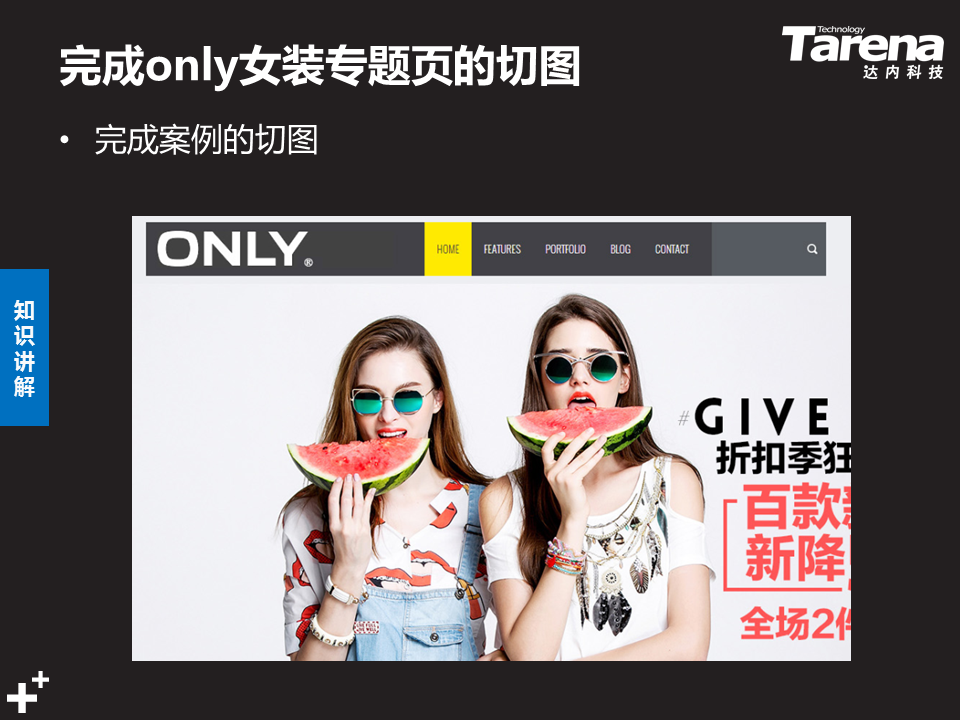 完成only女装专题页的切图
Technology
Tarena
达内科技
• 完成案例的切图
知识讲解
ONLY®
HOME FEATURES PORTFOLIO BLOG CONTACT
#GIVE
折扣季狂
百款
新降
全场2件